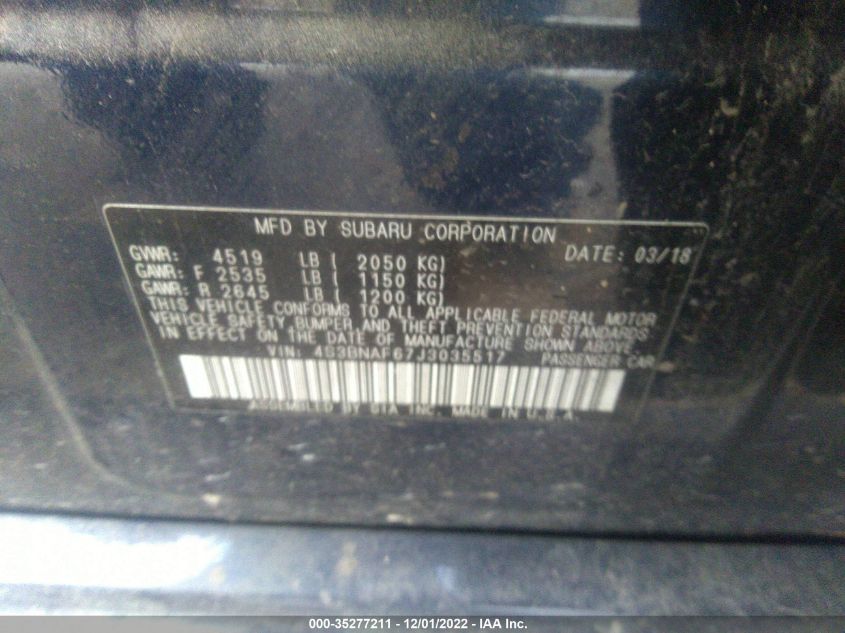 MFD BY SUBARU CORPORATION
GVWR: 4519 LB ( 2050 KG) DATE: 03/18
GAWR: F 2535 LB ( 1150 KG)
GAWR: R 2645 LB ( 1200 KG)
THIS VEHICLE CONFORMS TO ALL APPLICABLE FEDERAL MOTOR
VEHICLE SAFETY, BUMPER, AND THEFT PREVENTION STANDARDS
IN EFFECT ON THE DATE OF MANUFACTURE SHOWN ABOVE.
VIN: 4S3BNAF67J3035517 PASSENGER CAR
ASSEMBLED BY SIA INC. MADE IN U.S.A.
000-35277211 - 12/01/2022 - IAA Inc.